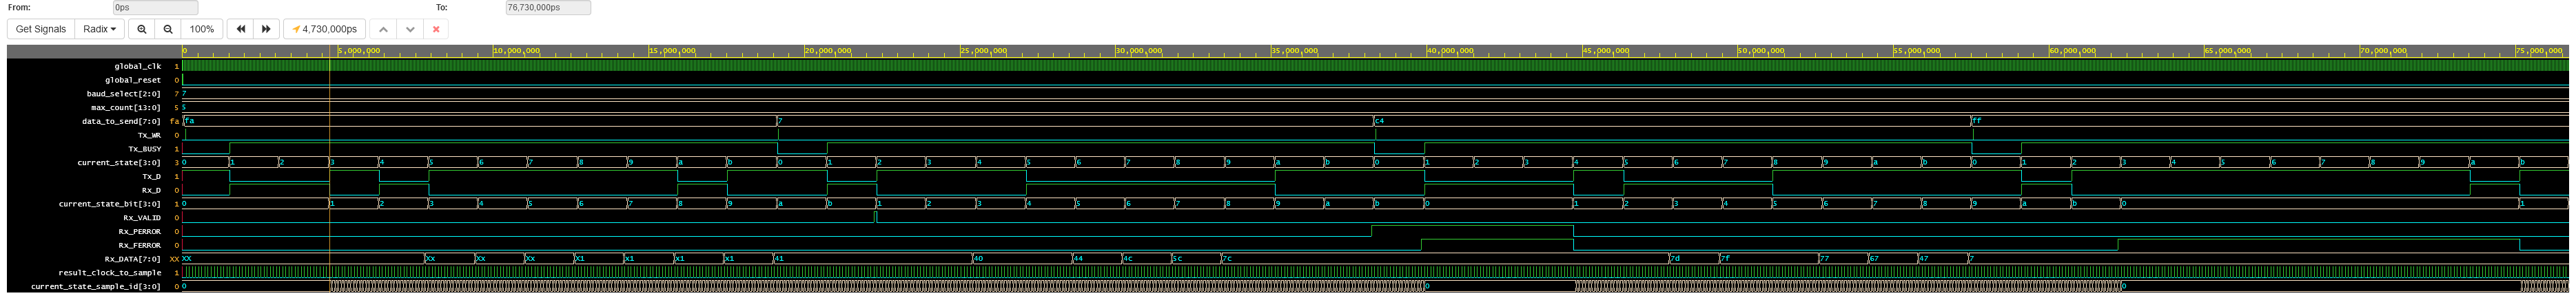 From: 0ps To: 76,730,000ps
Get Signals Radix 100% 4,730,000ps
0 5,000,000 10,000,000 15,000,000 20,000,000 25,000,000 30,000,000 35,000,000 40,000,000 45,000,000 50,000,000 55,000,000 60,000,000 65,000,000 70,000,000 75,000,000
global_clk 1
global_reset 0
baud_select[2:0] 7 7
max_count[13:0] 5 5
data_to_send[7:0] fa fa 7 c4 ff
Tx_WR 0
Tx_BUSY 1
current_state[3:0] 3 0 1 2 3 4 5 6 7 8 9 a b 0 1 2 3 4 5 6 7 8 9 a b 0 1 2 3 4 5 6 7 8 9 a b 0 1 2 3 4 5 6 7 8 9 a b
Tx_D 1
Rx_D 0
current_state_bit[3:0] 1 0 1 2 3 4 5 6 7 8 9 a b 1 2 3 4 5 6 7 8 9 a b 0 1 2 3 4 5 6 7 8 9 a b 0 1
Rx_VALID 0
Rx_PERROR 0
Rx_FERROR 0
Rx_DATA[7:0] XX XX Xx Xx Xx X1 x1 x1 x1 41 40 44 4c 5c 7c 7d 7f 77 67 47 7
result_clock_to_sample 1
current_state_sample_id[3:0] 0 0 0 0